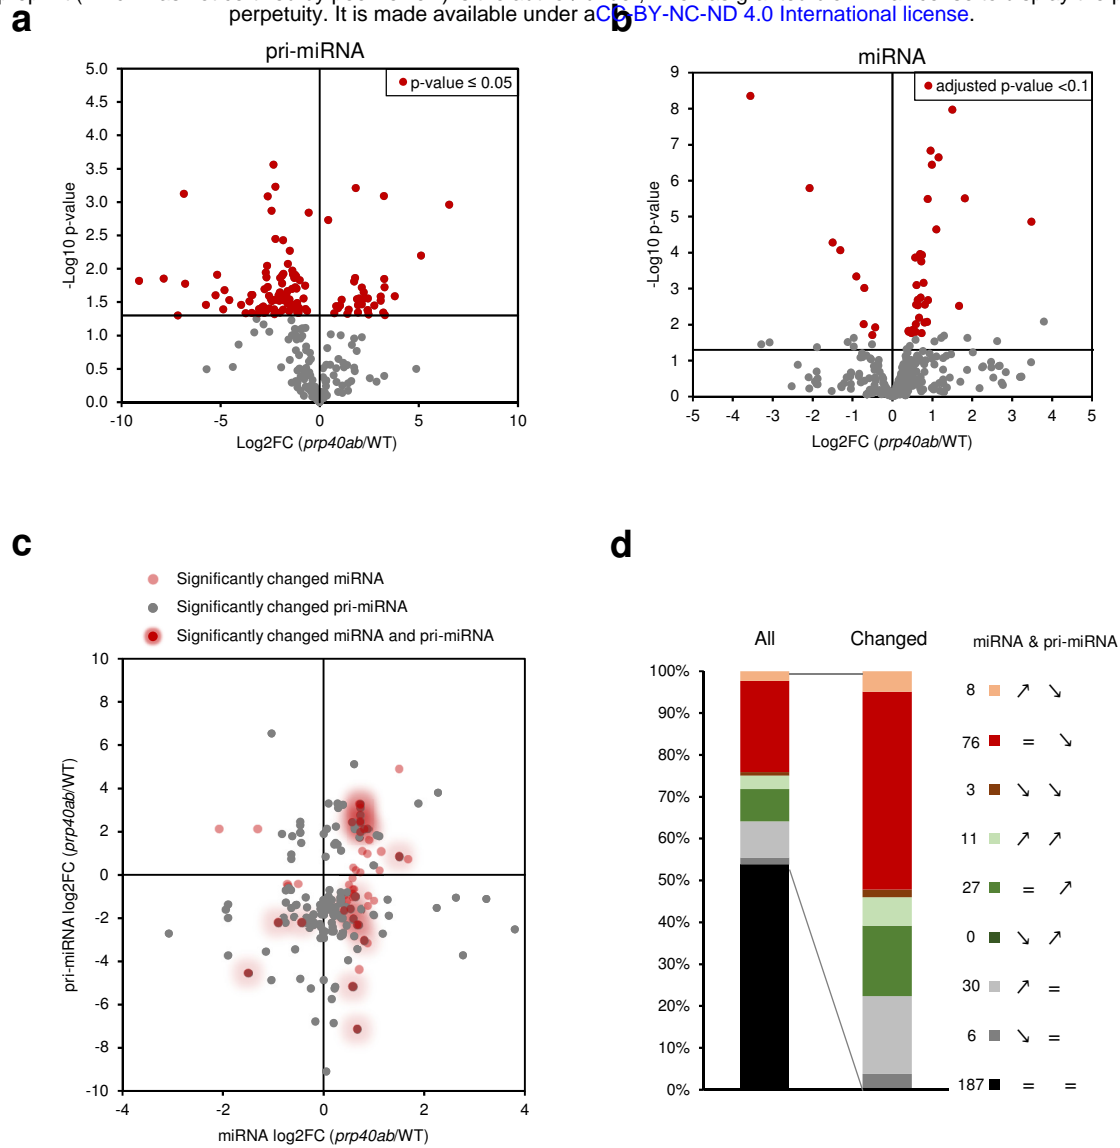 perpetuity. It is made available under a CC-BY-NC-ND 4.0 International license.
a
pri-miRNA
p-value ≤ 0.05
5.0
4.5
4.0
3.5
3.0
2.5
2.0
1.5
1.0
0.5
0.0
-Log10 p-value
-10 -5 0 5 10
Log2FC (prp40ab/WT)
b
miRNA
adjusted p-value <0.1
9
8
7
6
5
4
3
2
1
0
-Log10 p-value
-5 -4 -3 -2 -1 0 1 2 3 4 5
Log2FC (prp40ab/WT)
c
Significantly changed miRNA
Significantly changed pri-miRNA
Significantly changed miRNA and pri-miRNA
10
8
6
4
2
0
-2
-4
-6
-8
-10
pri-miRNA log2FC (prp40ab/WT)
-4 -2 0 2 4
miRNA log2FC (prp40ab/WT)
d
All Changed miRNA & pri-miRNA
100%
90%
80%
70%
60%
50%
40%
30%
20%
10%
0%
8 ↗ ↘
76 = ↘
3 ↘ ↘
11 ↗ ↗
27 = ↗
0 ↘ ↗
30 ↗ =
6 ↘ =
187 = =